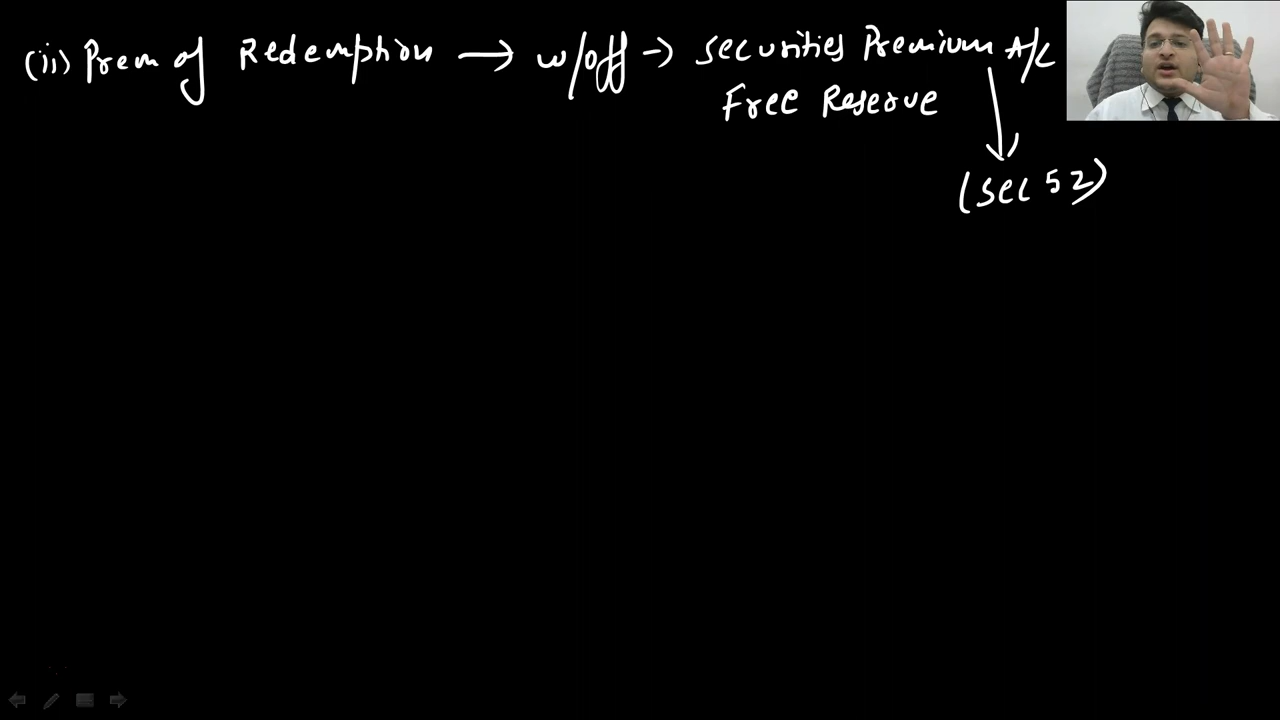 (ii) Prem of Redemption → w/off → Securities Premium A/c
Free Reserve
(Sec 52)